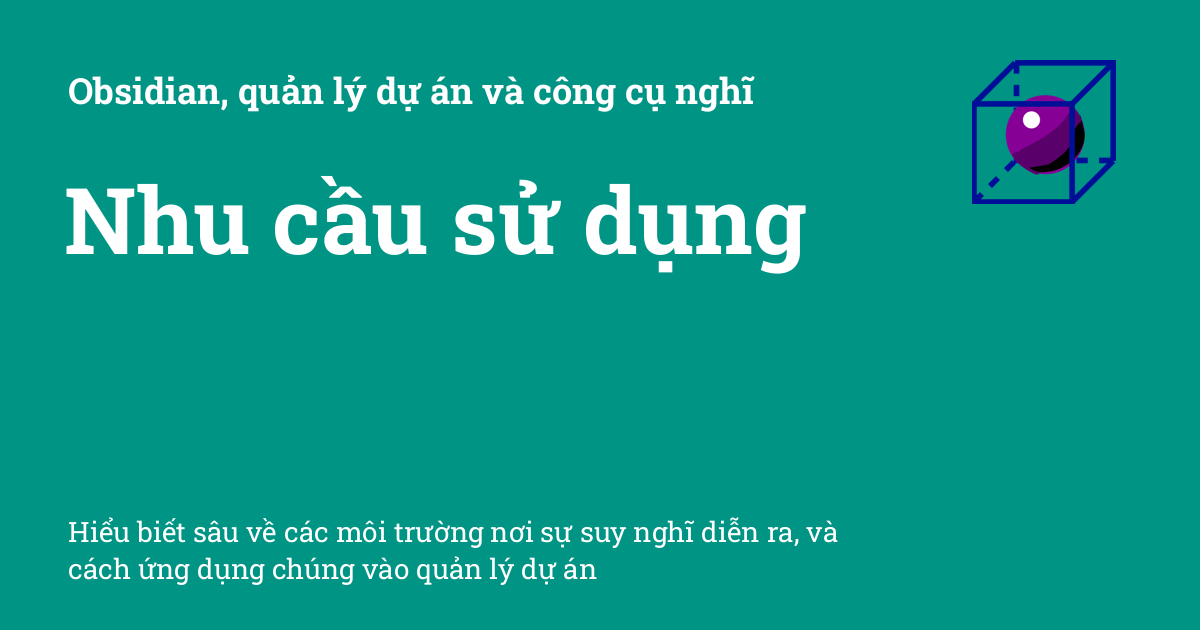 Obsidian, quản lý dự án và công cụ nghĩ
Nhu cầu sử dụng
Hiểu biết sâu về các môi trường nơi sự suy nghĩ diễn ra, và
cách ứng dụng chúng vào quản lý dự án